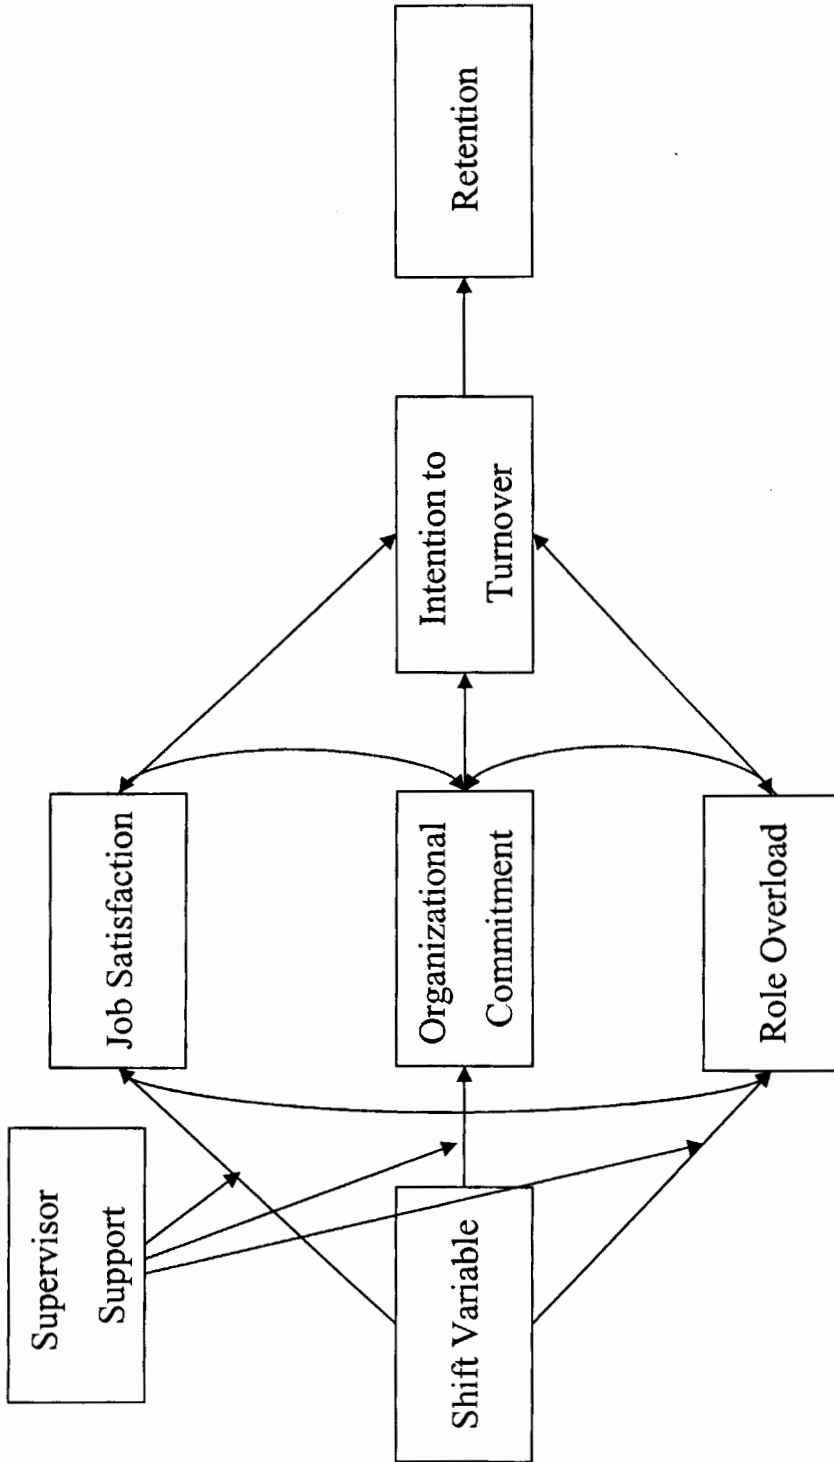 Supervisor
Support
Shift Variable
Job Satisfaction
Organizational
Commitment
Role Overload
Intention to
Turnover
Retention